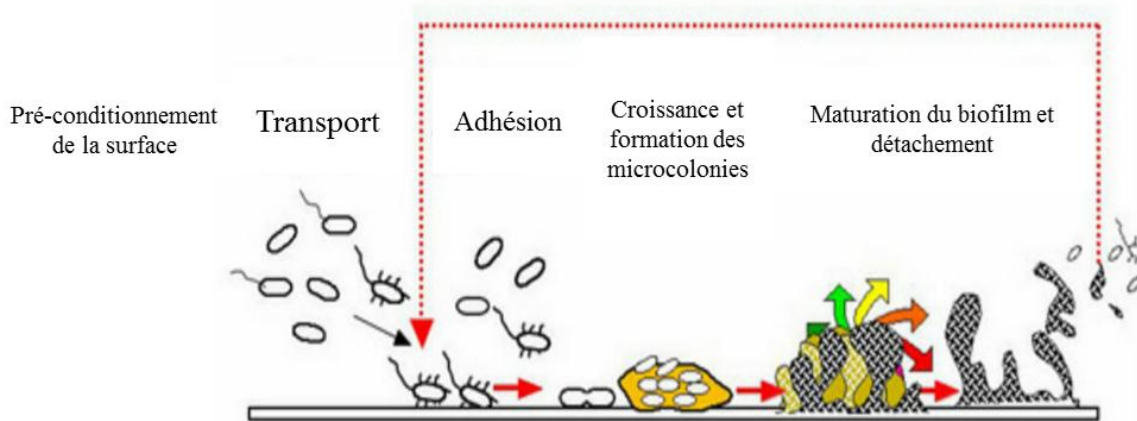 Pré-conditionnement
de la surface
Transport
Adhésion
Croissance et
formation des
microcolonies
Maturation du biofilm et
détachement